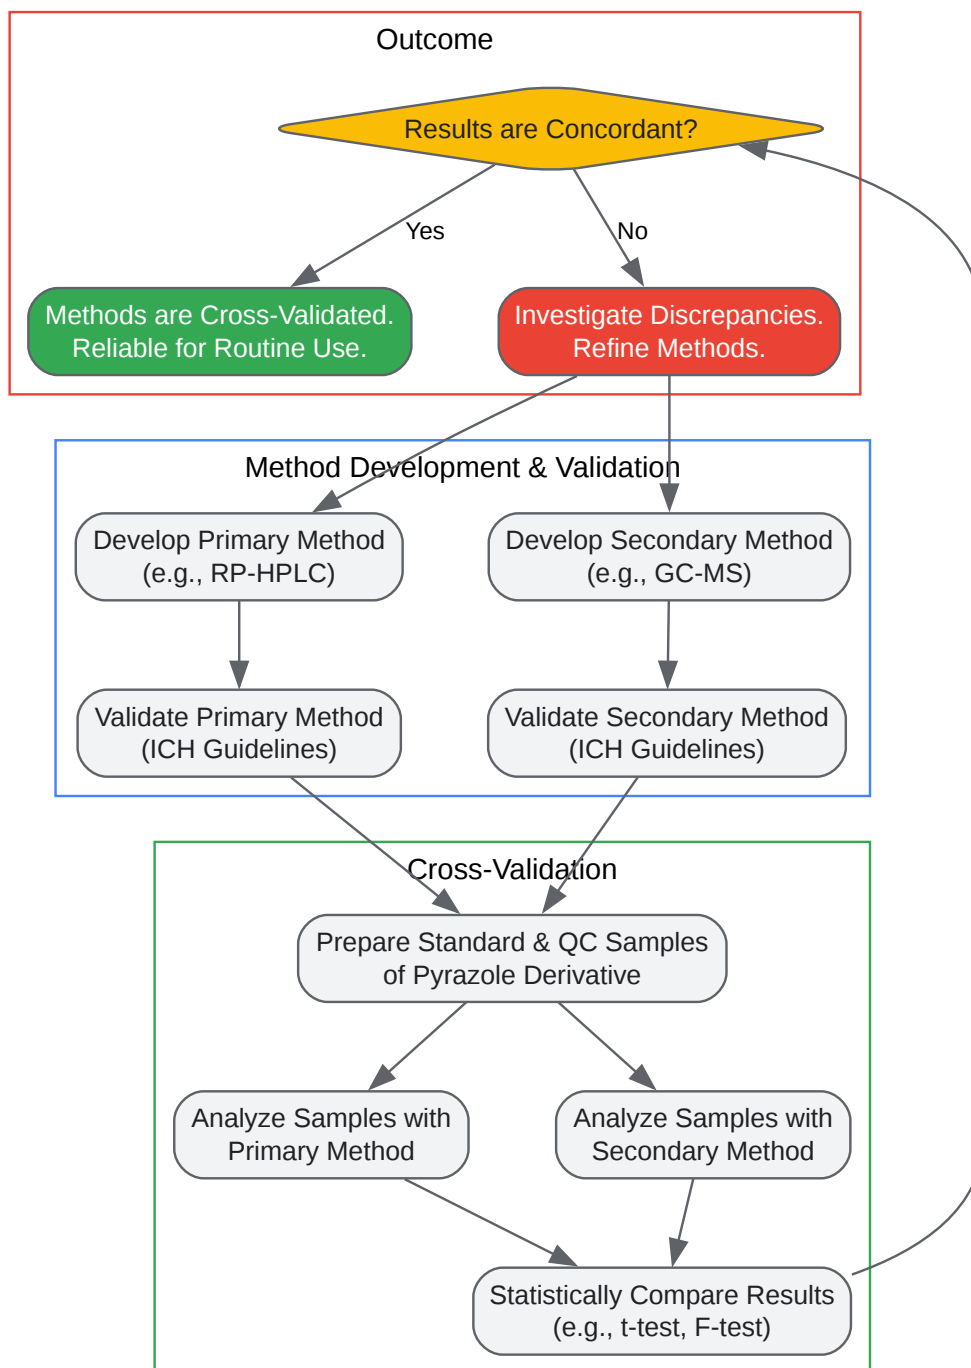 Outcome
Results are Concordant?
Yes
No
Methods are Cross-Validated.
Reliable for Routine Use.
Investigate Discrepancies.
Refine Methods.
Method Development & Validation
Develop Primary Method
(e.g., RP-HPLC)
Develop Secondary Method
(e.g., GC-MS)
Validate Primary Method
(ICH Guidelines)
Validate Secondary Method
(ICH Guidelines)
Cross-Validation
Prepare Standard & QC Samples
of Pyrazole Derivative
Analyze Samples with
Primary Method
Analyze Samples with
Secondary Method
Statistically Compare Results
(e.g., t-test, F-test)